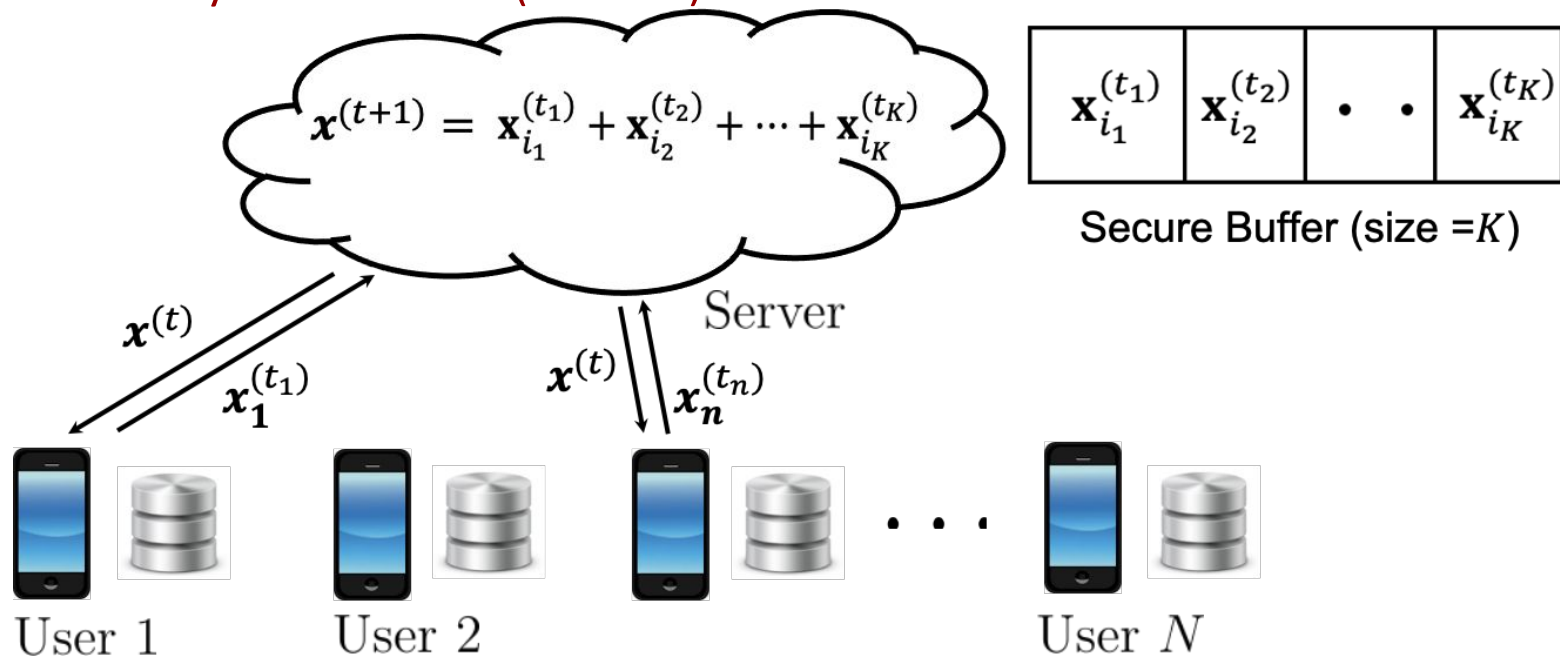 𝒙^(t+1) = 𝐱_{i_1}^{(t_1)} + 𝐱_{i_2}^{(t_2)} + ⋯ + 𝐱_{i_K}^{(t_K)}
𝐱_{i_1}^{(t_1)} 𝐱_{i_2}^{(t_2)} • • 𝐱_{i_K}^{(t_K)}
Secure Buffer (size =K)
Server
𝒙^(t)
𝒙_𝟏^{(t_1)}
𝒙^(t)
𝒙_𝒏^{(t_n)}
• • •
User 1
User 2
User N